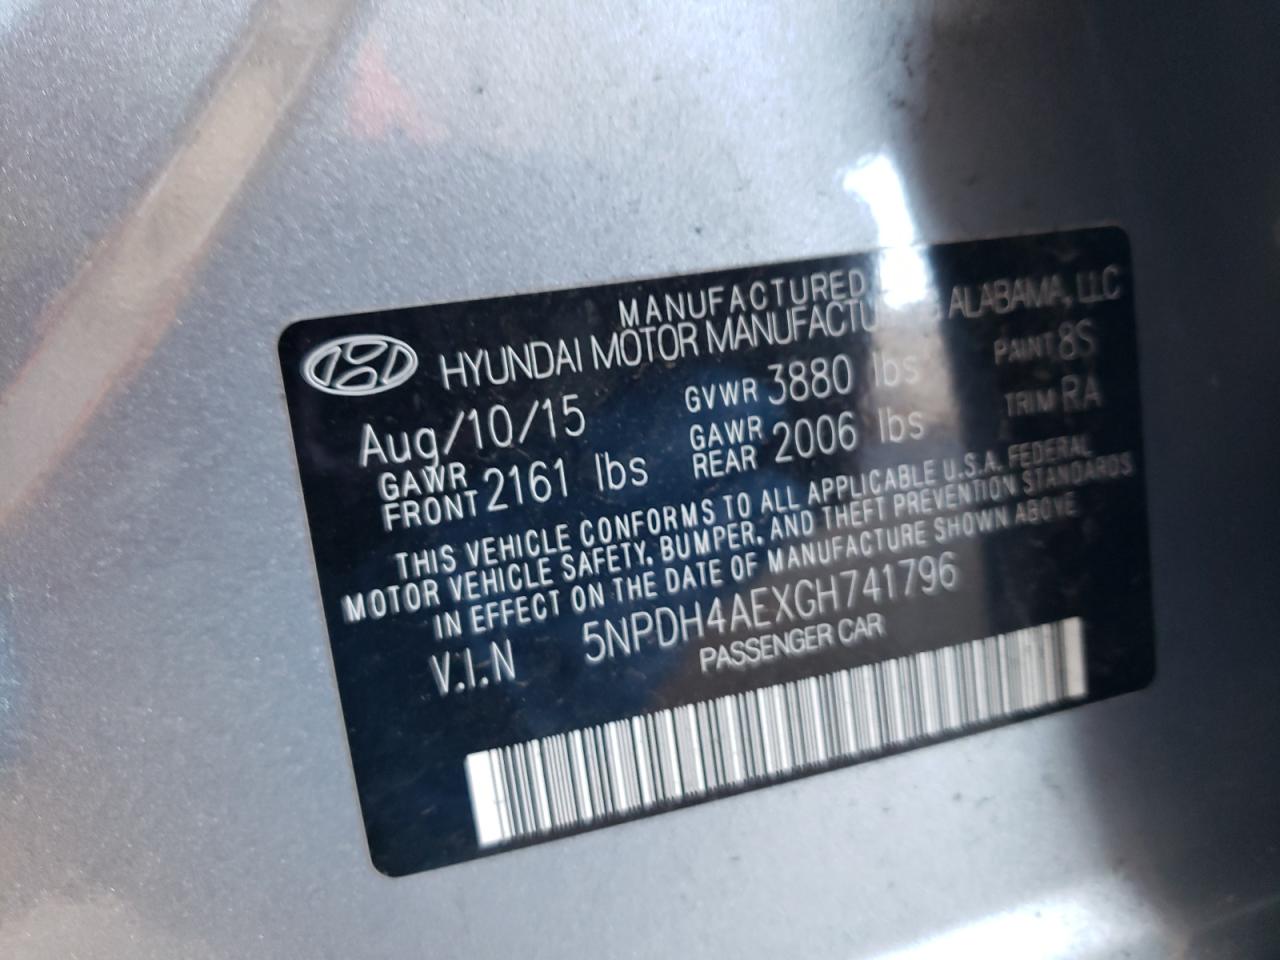 MANUFACTURED
HYUNDAI MOTOR MANUFACTURING ALABAMA, LLC
Aug/10/15 GVWR 3880 lbs PAINT 8S
GAWR FRONT 2161 lbs GAWR REAR 2006 lbs TRIM RA
THIS VEHICLE CONFORMS TO ALL APPLICABLE U.S.A. FEDERAL
MOTOR VEHICLE SAFETY, BUMPER, AND THEFT PREVENTION STANDARDS
IN EFFECT ON THE DATE OF MANUFACTURE SHOWN ABOVE
V.I.N 5NPDH4AEXGH741796
PASSENGER CAR